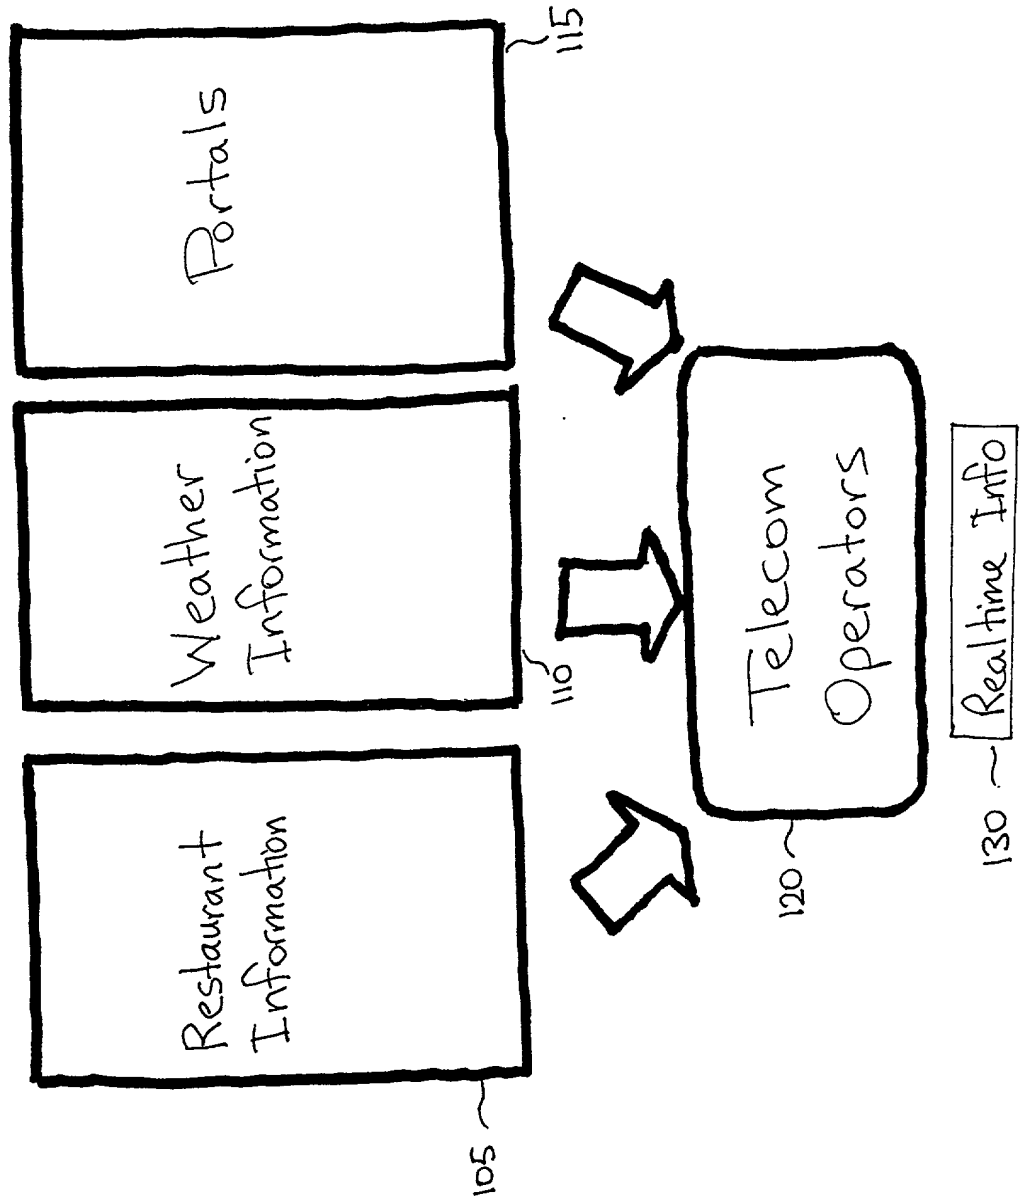 Restaurant
Information
105
Weather
Information
110
Portals
115
Telecom
Operators
120
130
Realtime Info